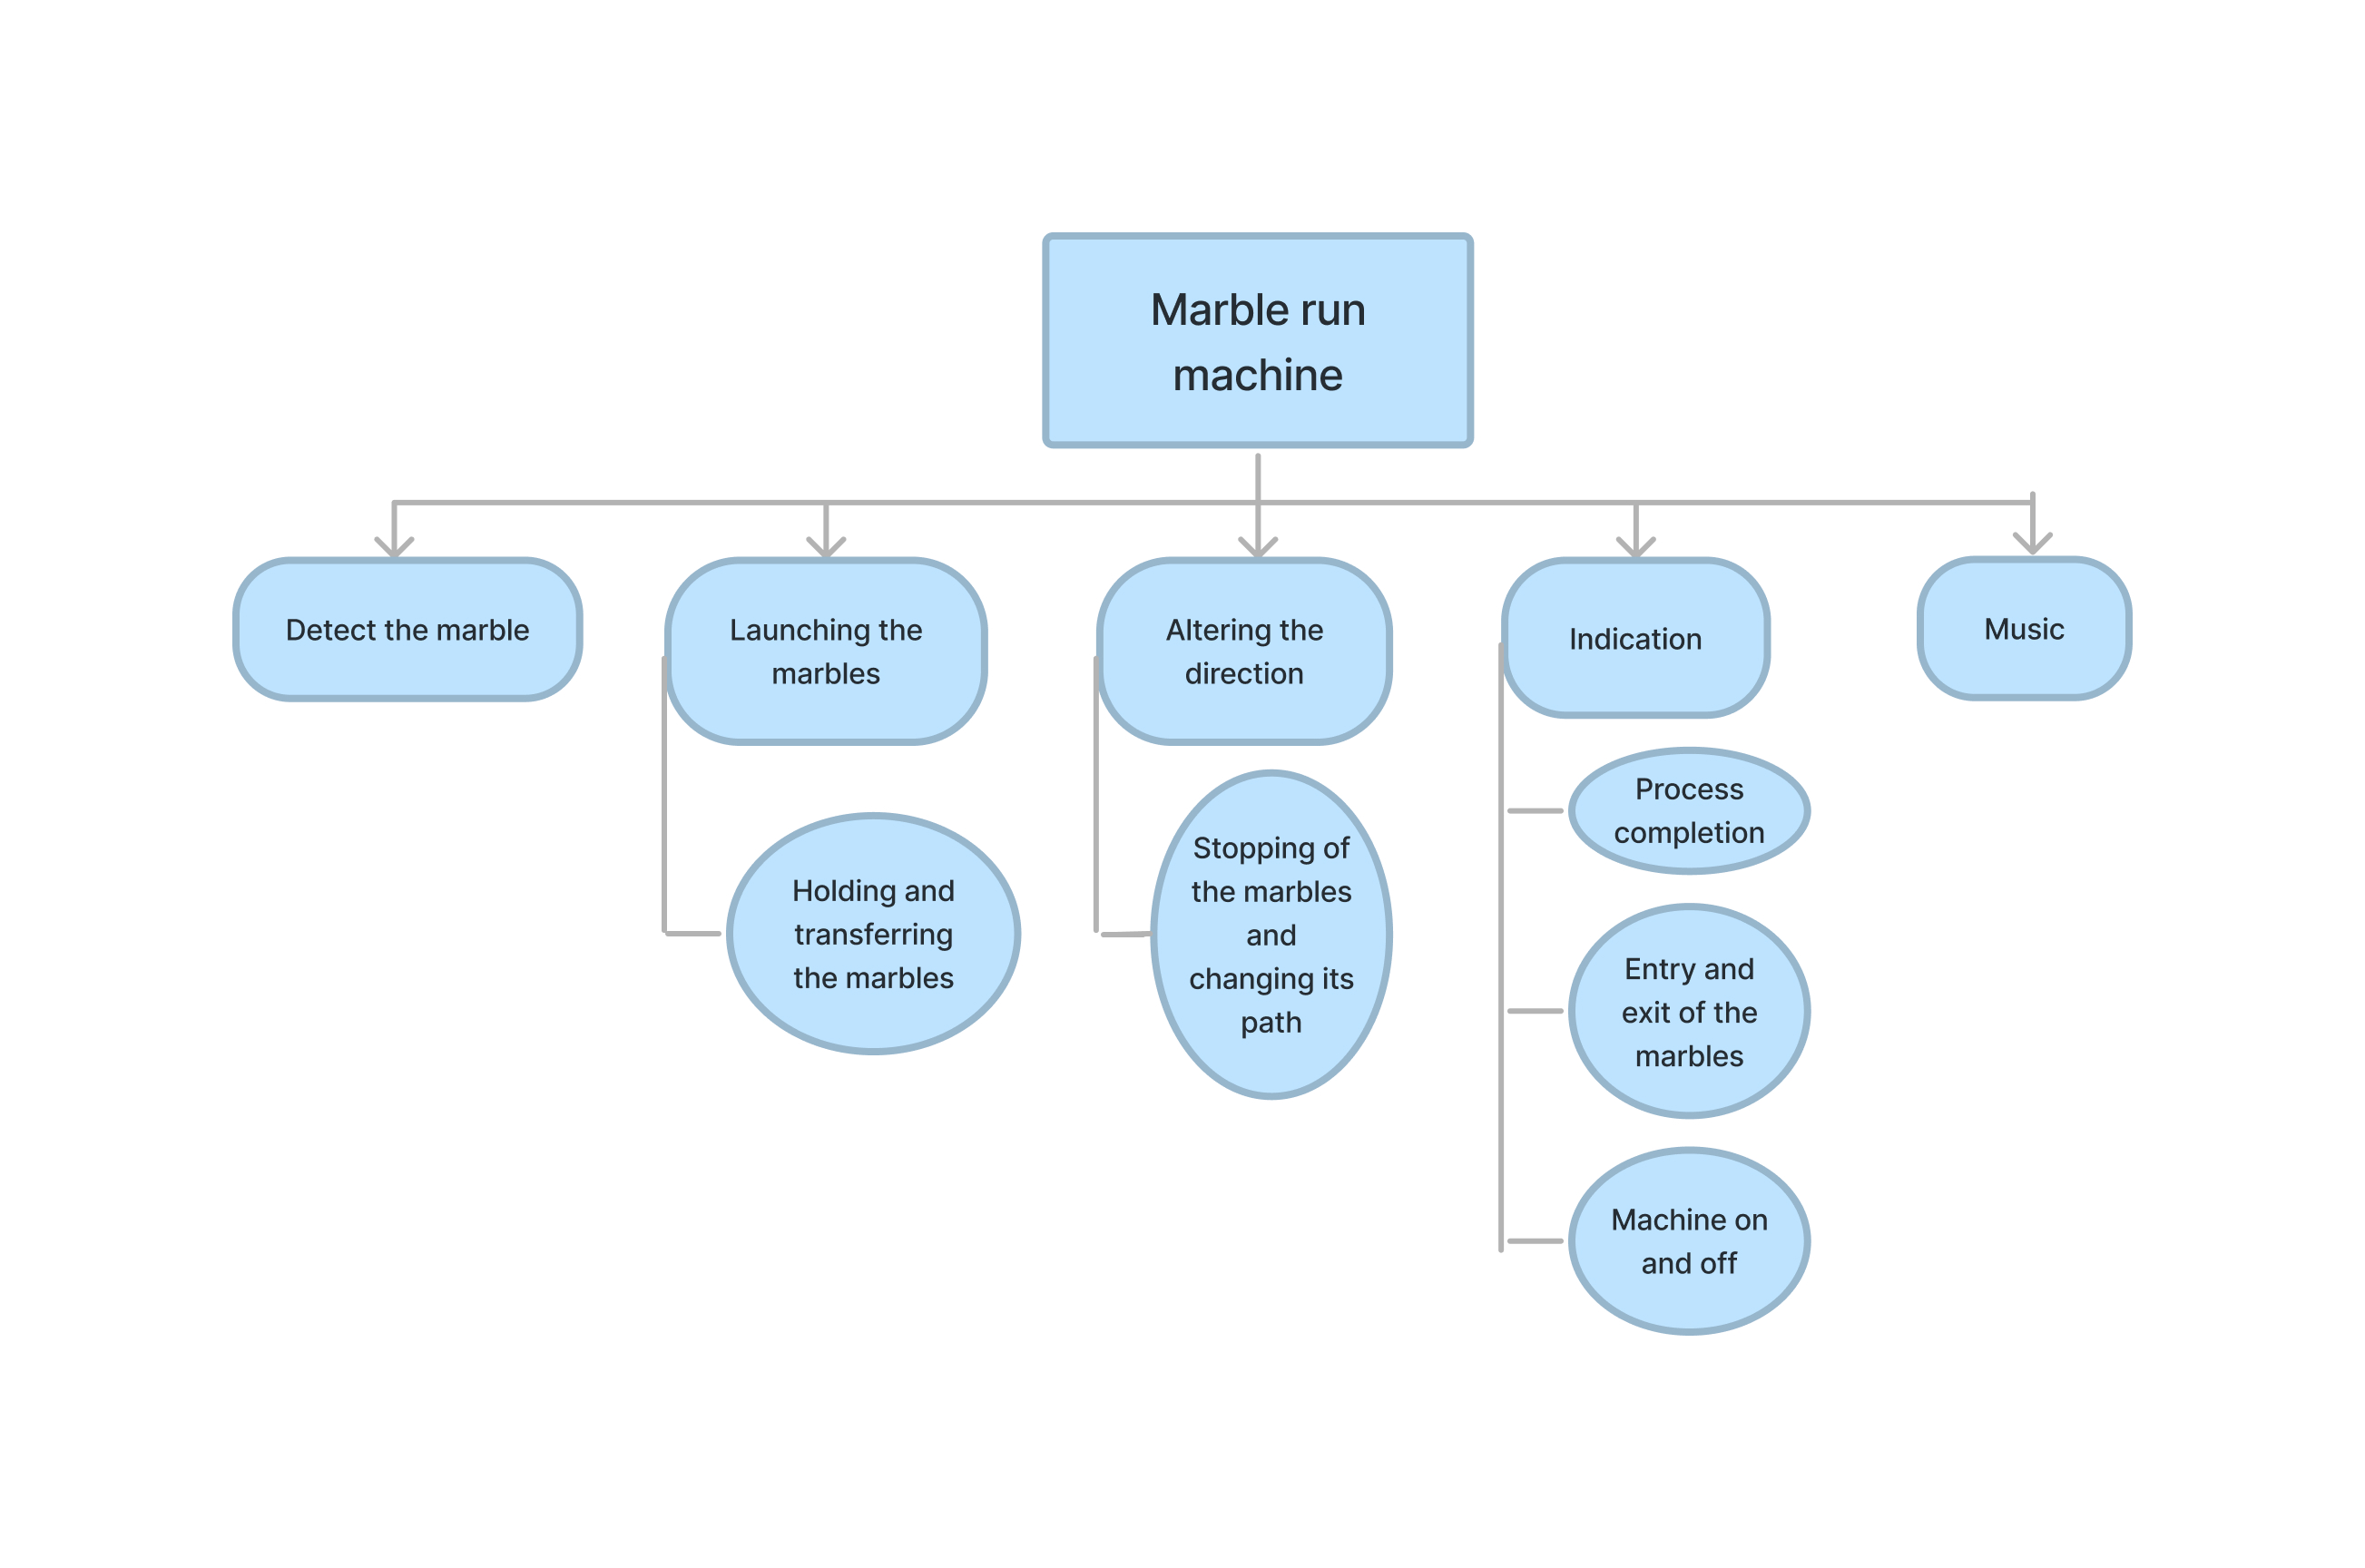 Marble run
machine
Detect the marble
Launching the
marbles
Altering the
direction
Indication
Music
Holding and
transferring
the marbles
Stopping of
the marbles
and
changing its
path
Process
completion
Entry and
exit of the
marbles
Machine on
and off